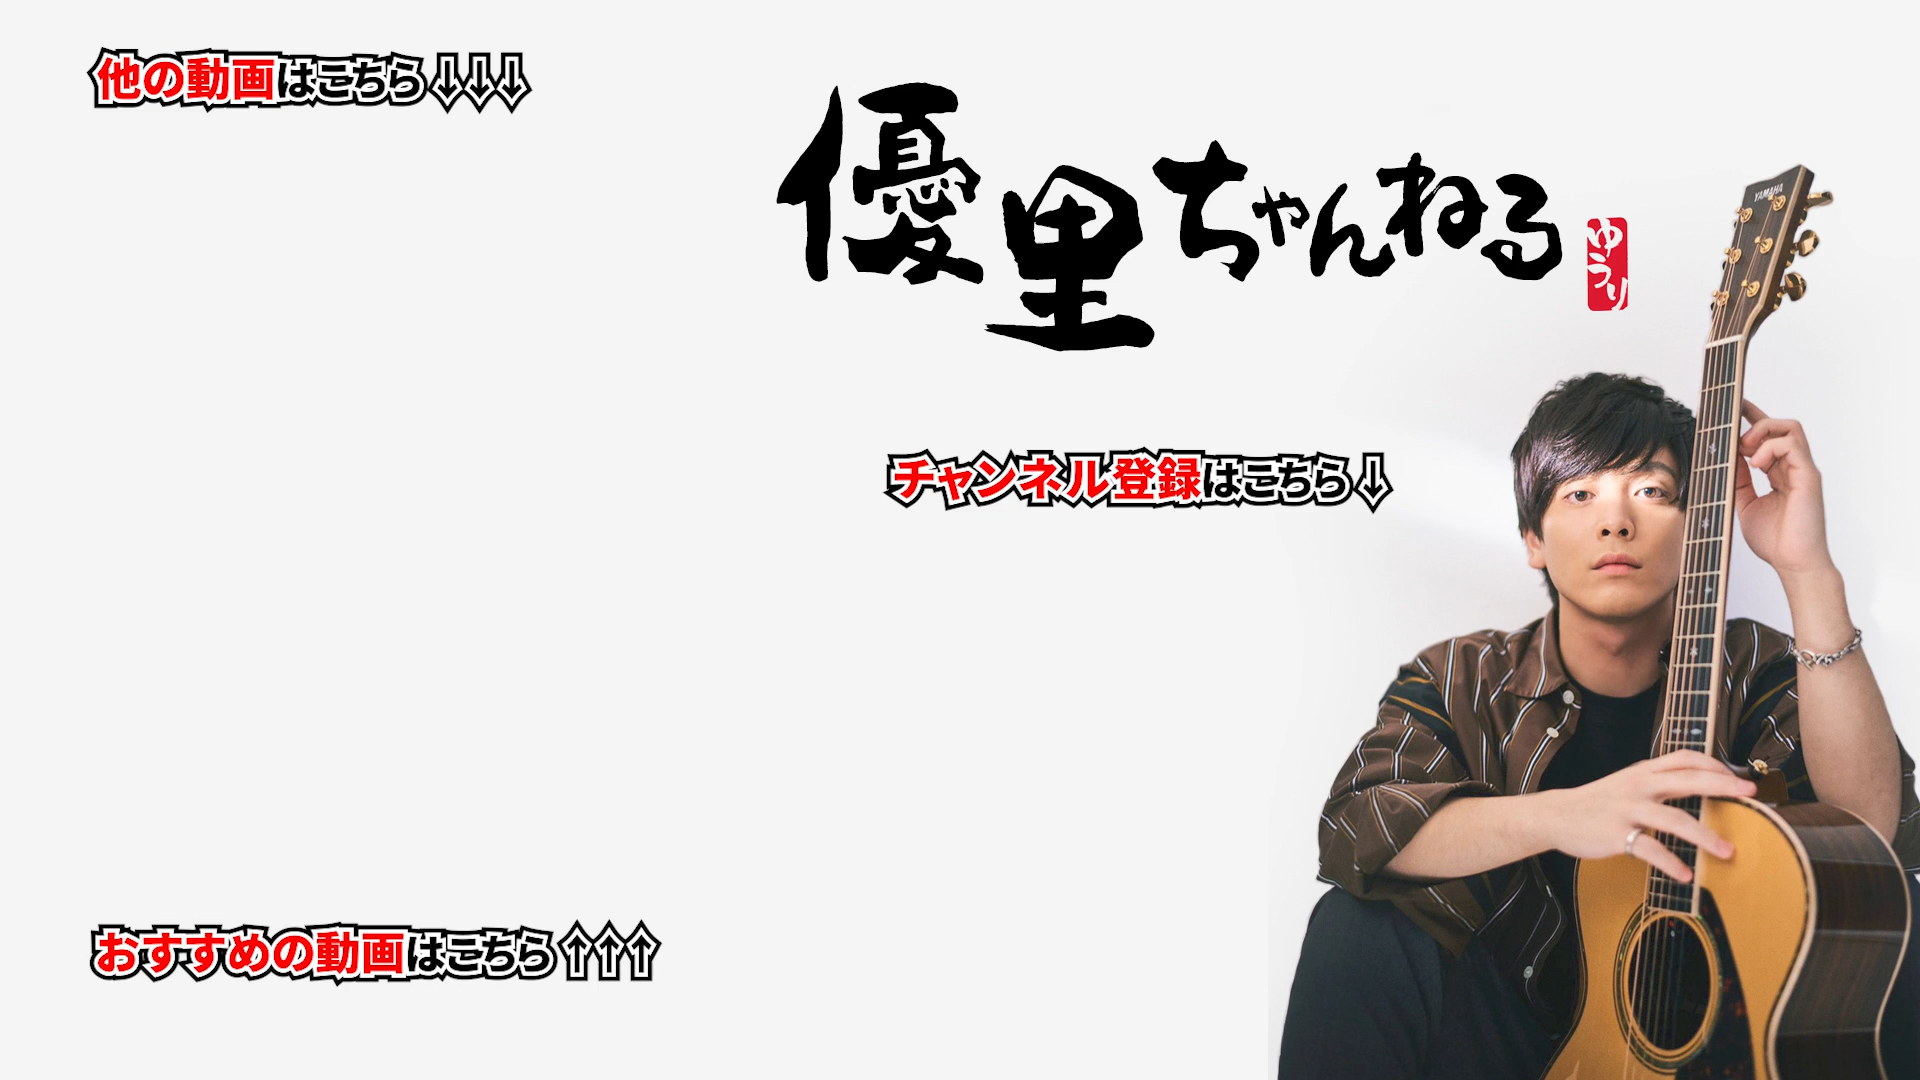 他の動画はこちら↓↓↓
優里ちゃんねる
ゆうり
YAMAHA
チャンネル登録はこちら↓
おすすめの動画はこちら↑↑↑